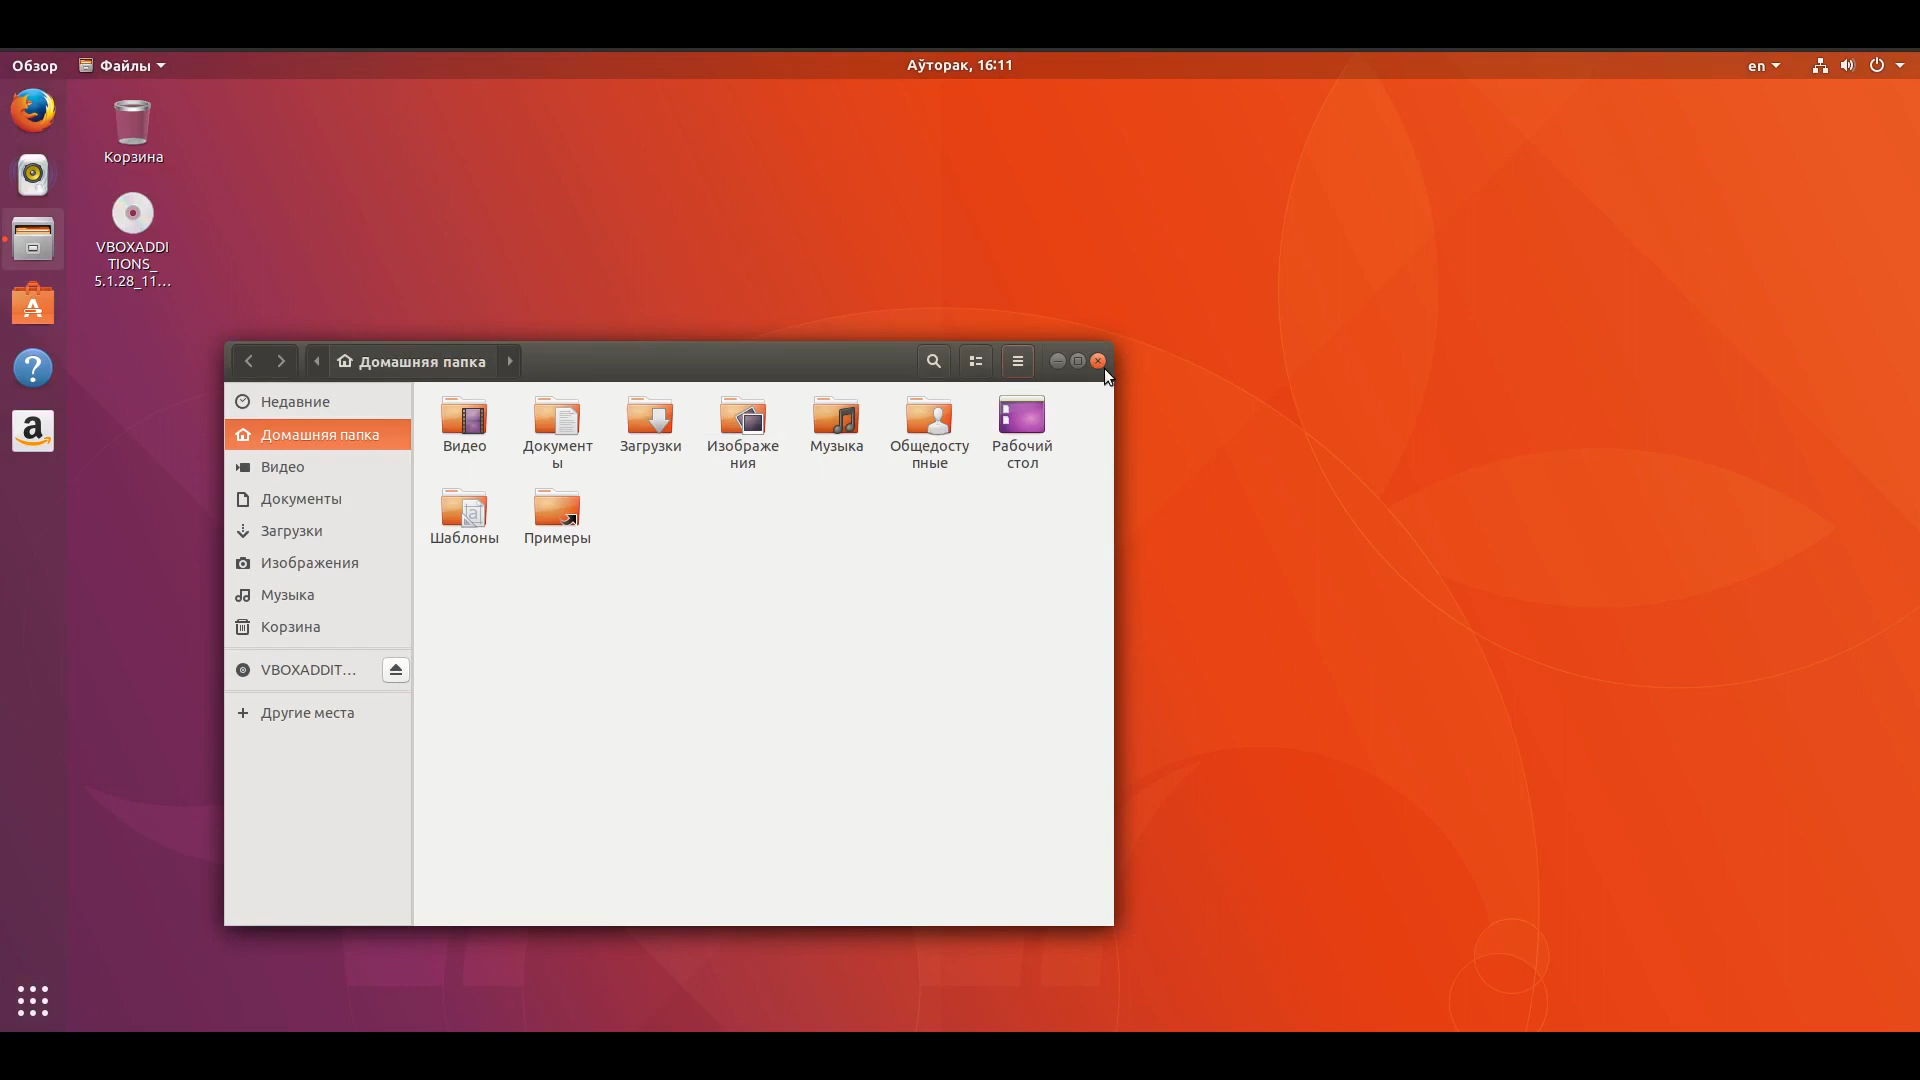 Обзор
Файлы
Аўторак, 16:11
en
Корзина
VBOXADDI
TIONS_
5.1.28_11...
Домашняя папка
Недавние
Домашняя папка
Видео
Документы
Загрузки
Изображения
Музыка
Корзина
VBOXADDIT...
Другие места
Видео
Документ
ы
Загрузки
Изображе
ния
Музыка
Общедосту
пные
Рабочий
стол
Шаблоны
Примеры